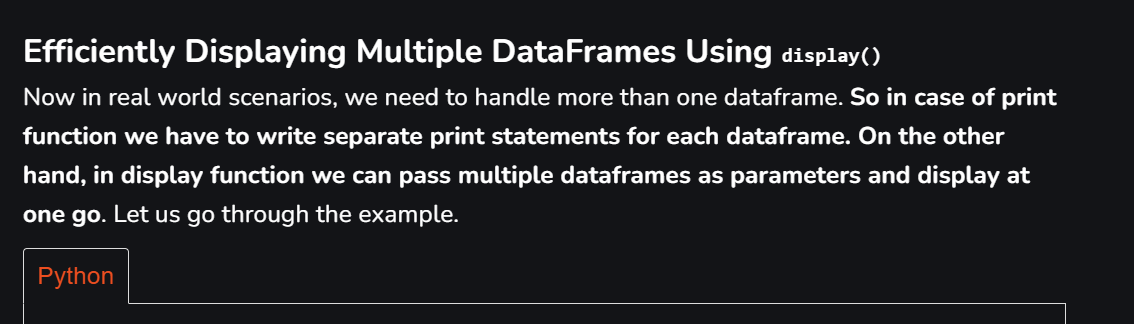 Efficiently Displaying Multiple DataFrames Using display()
Now in real world scenarios, we need to handle more than one dataframe. So in case of print
function we have to write separate print statements for each dataframe. On the other
hand, in display function we can pass multiple dataframes as parameters and display at
one go. Let us go through the example.
Python